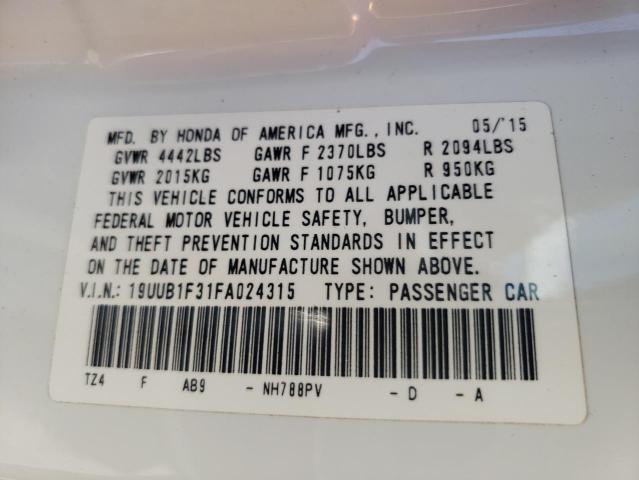 MFD. BY HONDA OF AMERICA MFG., INC. 05/'15
GVWR 4442LBS GAWR F 2370LBS R 2094LBS
GVWR 2015KG GAWR F 1075KG R 950KG
THIS VEHICLE CONFORMS TO ALL APPLICABLE
FEDERAL MOTOR VEHICLE SAFETY, BUMPER,
AND THEFT PREVENTION STANDARDS IN EFFECT
ON THE DATE OF MANUFACTURE SHOWN ABOVE.
V.I.N.: 19UUB1F31FA024315 TYPE: PASSENGER CAR
TZ4 F AB9 - NH788PV - D - A